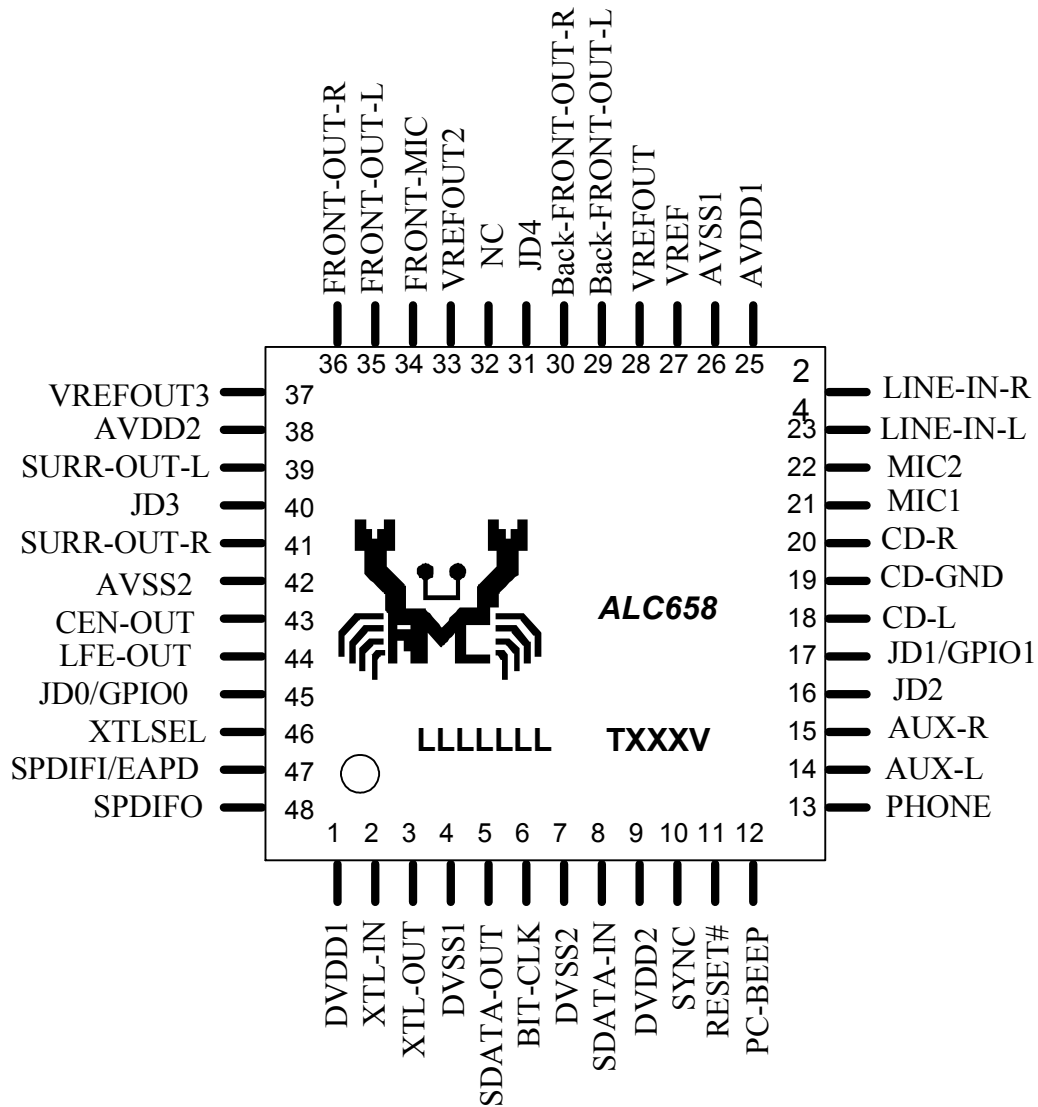 FRONT-OUT-R
FRONT-OUT-L
FRONT-MIC
VREFOUT2
NC
JD4
Back-FRONT-OUT-R
Back-FRONT-OUT-L
VREFOUT
VREF
AVSS1
AVDD1
36 35 34 33 32 31 30 29 28 27 26 25
VREFOUT3 37
AVDD2 38
SURR-OUT-L 39
JD3 40
SURR-OUT-R 41
AVSS2 42
CEN-OUT 43
LFE-OUT 44
JD0/GPIO0 45
XTLSEL 46
SPDIFI/EAPD 47
SPDIFO 48
ALC658
LLLLLLL TXXXV
2
4 LINE-IN-R
23 LINE-IN-L
22 MIC2
21 MIC1
20 CD-R
19 CD-GND
18 CD-L
17 JD1/GPIO1
16 JD2
15 AUX-R
14 AUX-L
13 PHONE
1 2 3 4 5 6 7 8 9 10 11 12
DVDD1
XTL-IN
XTL-OUT
DVSS1
SDATA-OUT
BIT-CLK
DVSS2
SDATA-IN
DVDD2
SYNC
RESET#
PC-BEEP